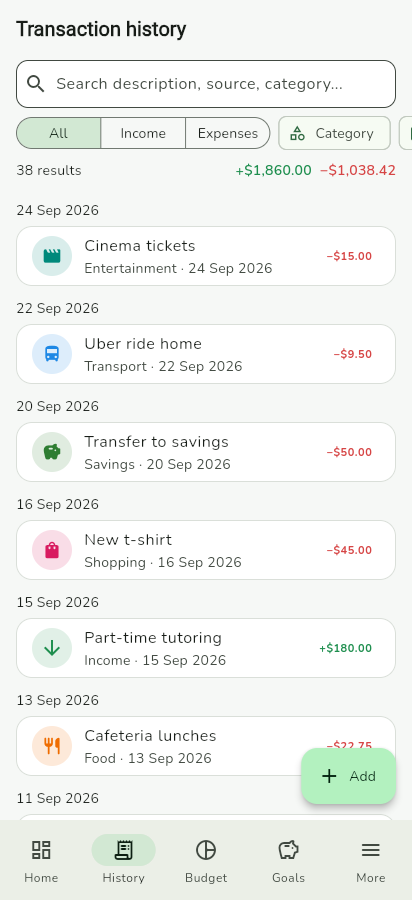 Transaction history
Search description, source, category...
All Income Expenses Category
38 results +$1,860.00 −$1,038.42
24 Sep 2026
Cinema tickets
Entertainment · 24 Sep 2026
−$15.00
22 Sep 2026
Uber ride home
Transport · 22 Sep 2026
−$9.50
20 Sep 2026
Transfer to savings
Savings · 20 Sep 2026
−$50.00
16 Sep 2026
New t-shirt
Shopping · 16 Sep 2026
−$45.00
15 Sep 2026
Part-time tutoring
Income · 15 Sep 2026
+$180.00
13 Sep 2026
Cafeteria lunches
Food · 13 Sep 2026
−$22.75
Add
11 Sep 2026
Home History Budget Goals More